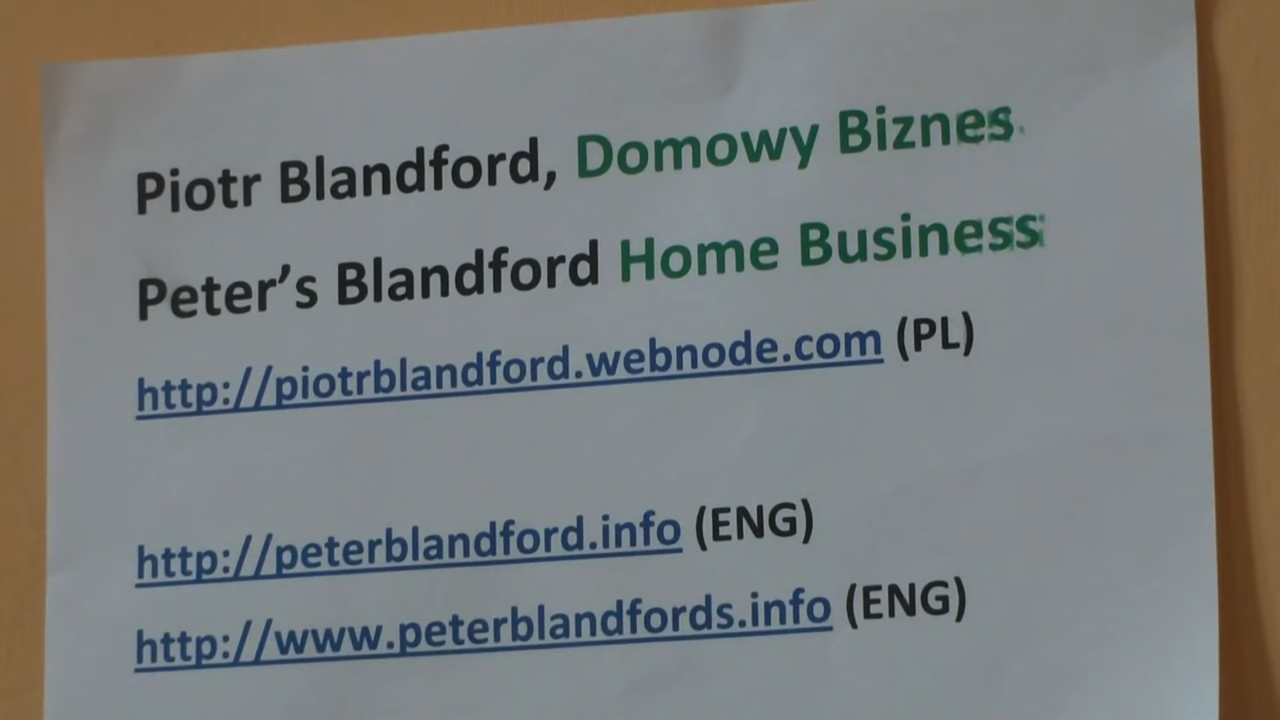 Piotr Blandford, Domowy Biznes
Peter's Blandford Home Business
http://piotrblandford.webnode.com (PL)
http://peterblandford.info (ENG)
http://www.peterblandfords.info (ENG)